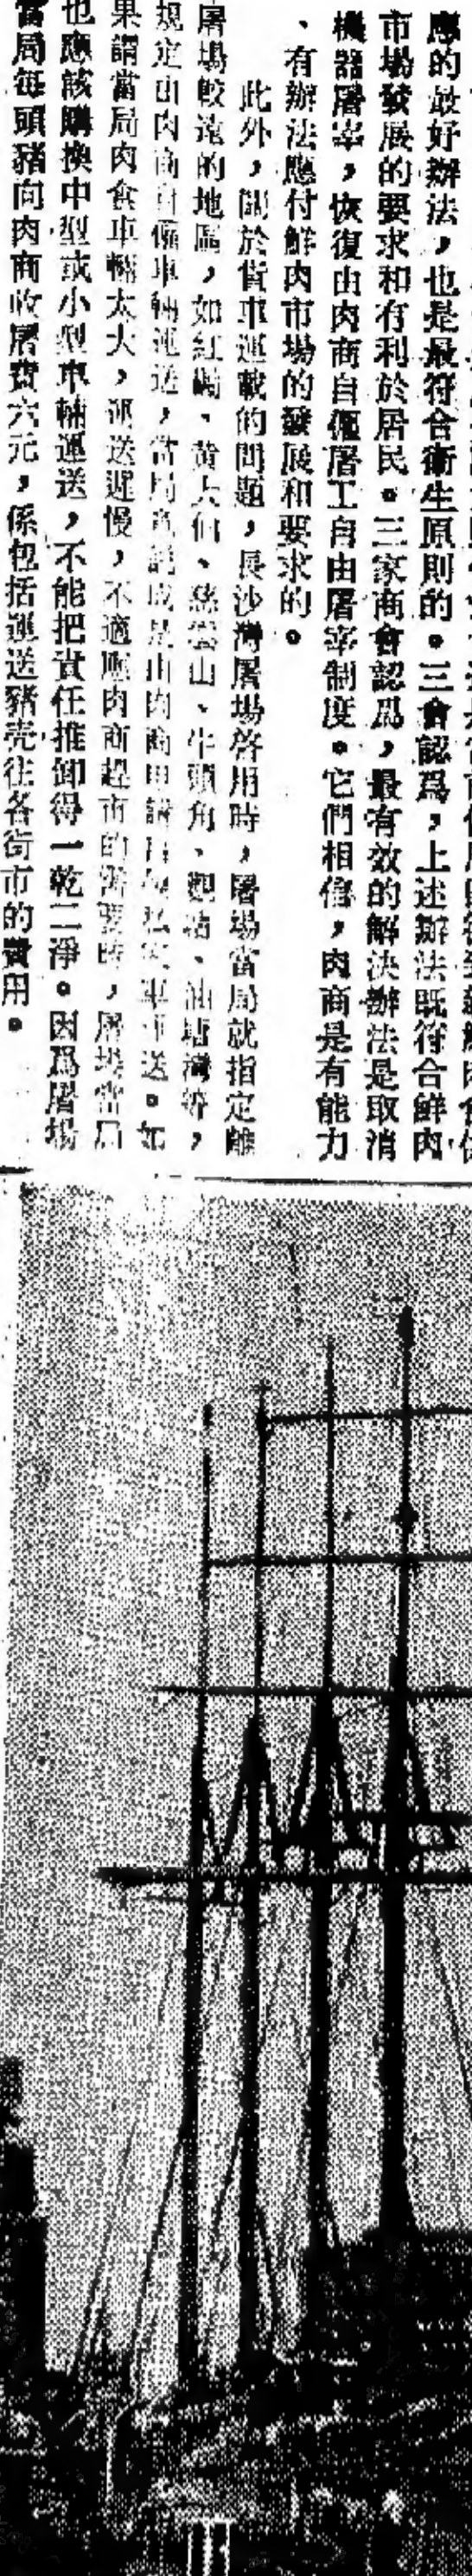 應的最好辦法，也是最符合衞生原則的。三會認爲，上述辦法既符合鮮肉
市場發展的要求和有利於居民。三家商會認爲，最有效的解決辦法是取消
機器屠宰，恢復由肉商自僱屠工自由屠宰制度。它們相信，肉商是有能力
、有辦法應付鮮肉市場的發展和要求的。
此外，關於貨車運載的問題，長沙灣屠場啓用時，屠場當局就指定離
屠場較遠的地區，如紅磡、黄大仙、慈雲山、牛頭角、觀塘、油塘灣等，
規定由肉商自僱車輛運送，當局竟說成是由肉商申請車運送。如
果謂當局肉食車輛太大，運送遲慢，不適應肉商趕市的需要時，屠塲當局
也應該購換中型或小型車輛運送，不能把責任推卸得一乾二淨。因爲屠場
當局每頭豬向肉商收屠費六元，係包括運送豬売往各街市的費用。